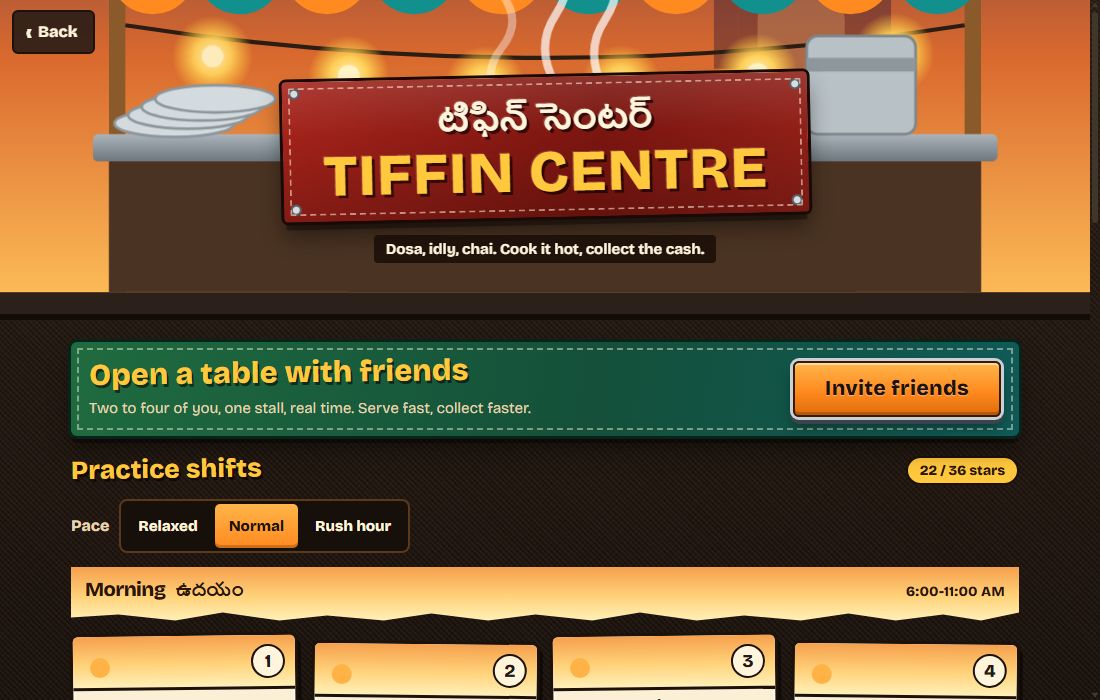 ‹ Back
టిఫిన్ సెంటర్
TIFFIN CENTRE
Dosa, idly, chai. Cook it hot, collect the cash.
Open a table with friends
Two to four of you, one stall, real time. Serve fast, collect faster.
Invite friends
Practice shifts
22 / 36 stars
Pace
Relaxed
Normal
Rush hour
Morning ఉదయం
6:00-11:00 AM
1
2
3
4